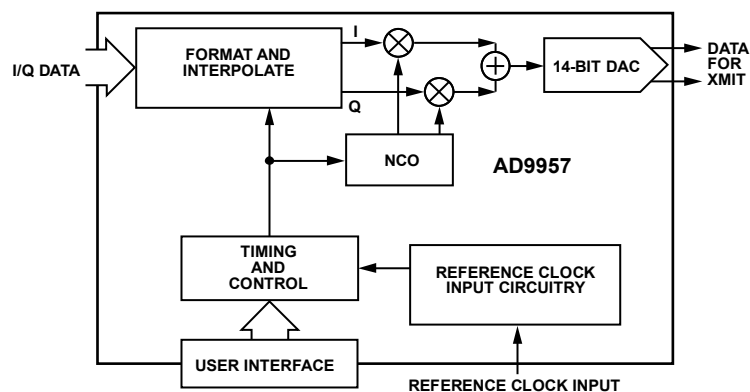 I/Q DATA
FORMAT AND
INTERPOLATE
I
Q
14-BIT DAC
DATA
FOR
XMIT
NCO
AD9957
TIMING
AND
CONTROL
REFERENCE CLOCK
INPUT CIRCUITRY
USER INTERFACE
REFERENCE CLOCK INPUT